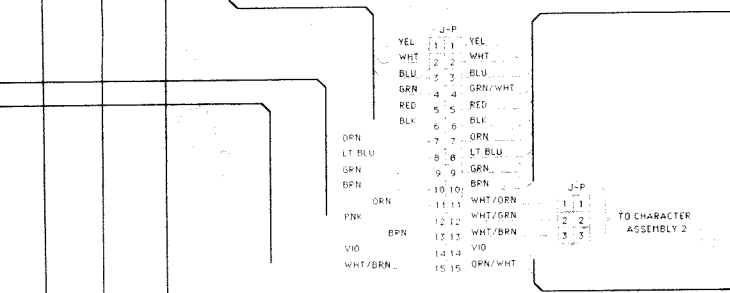 J-P
YEL 1 1 YEL
WHT 2 2 WHT
BLU 3 3 BLU
GRN 4 4 GRN/WHT
RED 5 5 RED
BLK 6 6 BLK
ORN 7 7 ORN
LT BLU 8 8 LT BLU
GRN 9 9 GRN
BRN 10 10 BRN
ORN 11 11 WHT/ORN
PNK 12 12 WHT/GRN
BRN 13 13 WHT/BRN
VIO 14 14 VIO
WHT/BRN 15 15 ORN/WHT
J-P
1 1
2 2
3 3
TO CHARACTER
ASSEMBLY 2